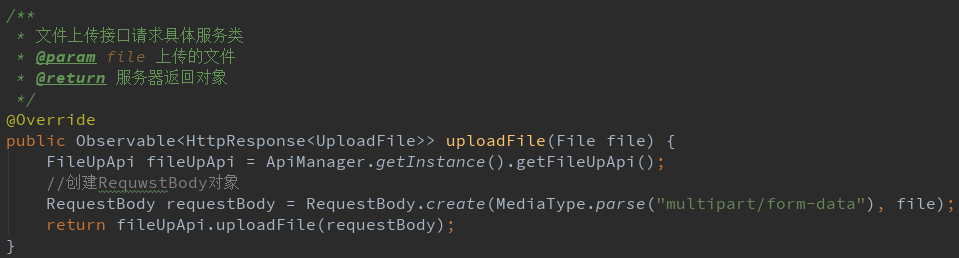 /**
 * 文件上传接口请求具体服务类
 * @param file 上传的文件
 * @return 服务器返回对象
 */
@Override
public Observable<HttpResponse<UploadFile>> uploadFile(File file) {
    FileUpApi fileUpApi = ApiManager.getInstance().getFileUpApi();
    //创建RequwstBody对象
    RequestBody requestBody = RequestBody.create(MediaType.parse("multipart/form-data"), file);
    return fileUpApi.uploadFile(requestBody);
}